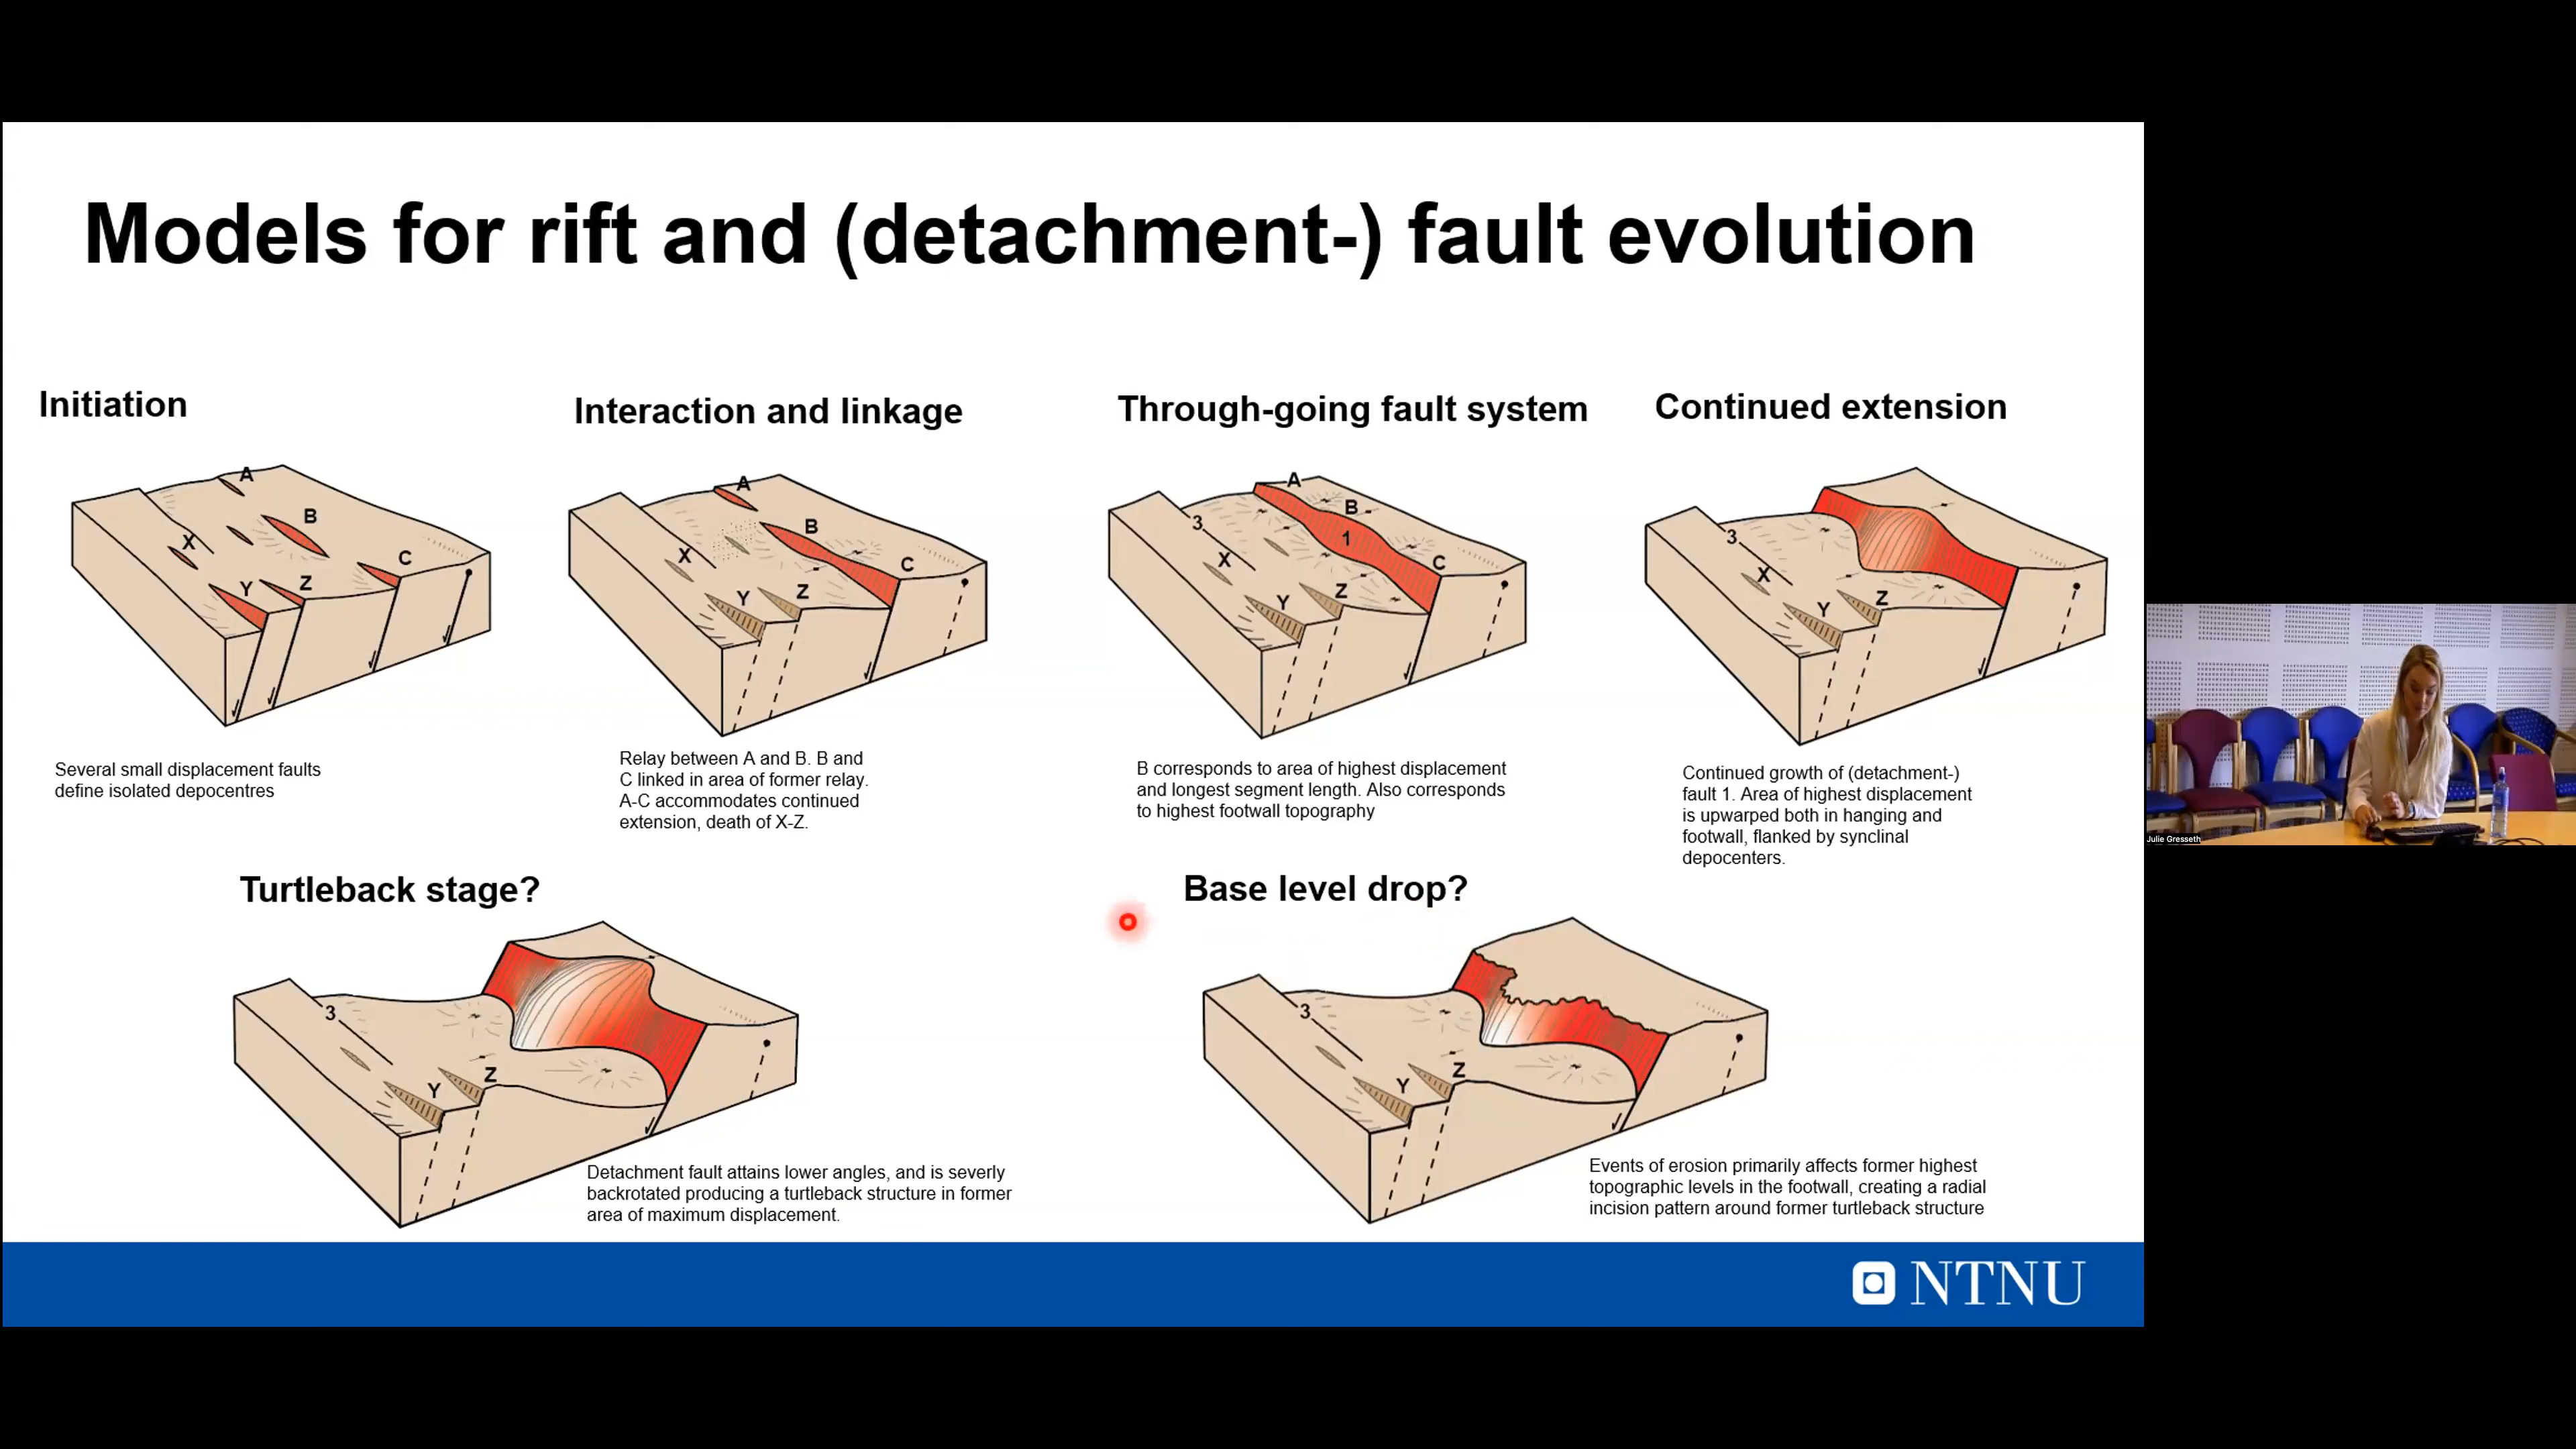 Models for rift and (detachment-) fault evolution
Initiation
A
B
X
C
Y
Z
Several small displacement faults
define isolated depocentres
Interaction and linkage
A
B
X
C
Y
Z
Relay between A and B. B and
C linked in area of former relay.
A-C accommodates continued
extension, death of X-Z.
Through-going fault system
A
B
3
1
X
C
Y
Z
B corresponds to area of highest displacement
and longest segment length. Also corresponds
to highest footwall topography
Continued extension
3
X
Y
Z
Continued growth of (detachment-)
fault 1. Area of highest displacement
is upwarped both in hanging and
footwall, flanked by synclinal
depocenters.
Turtleback stage?
3
Y
Z
Detachment fault attains lower angles, and is severly
backrotated producing a turtleback structure in former
area of maximum displacement.
Base level drop?
3
Y
Z
Events of erosion primarily affects former highest
topographic levels in the footwall, creating a radial
incision pattern around former turtleback structure
NTNU
Julie Gresseth